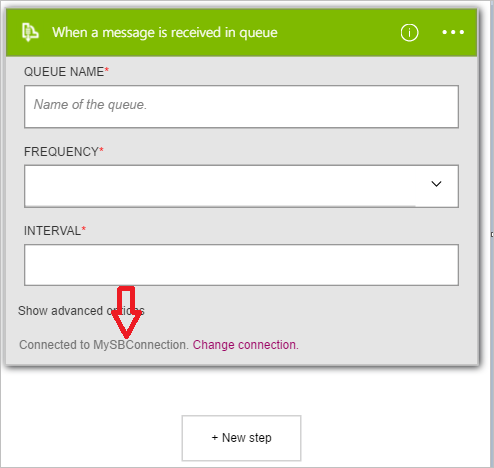 When a message is received in queue
QUEUE NAME*
Name of the queue.
FREQUENCY*
INTERVAL*
Show advanced options
Connected to MySBConnection. Change connection.
+ New step